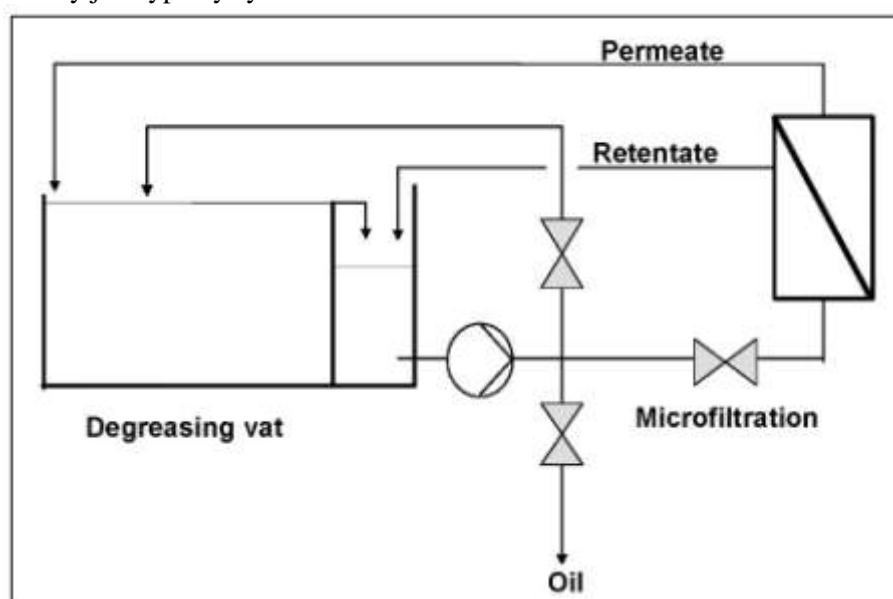 Permeate
Retentate
Degreasing vat
Microfiltration
Oil